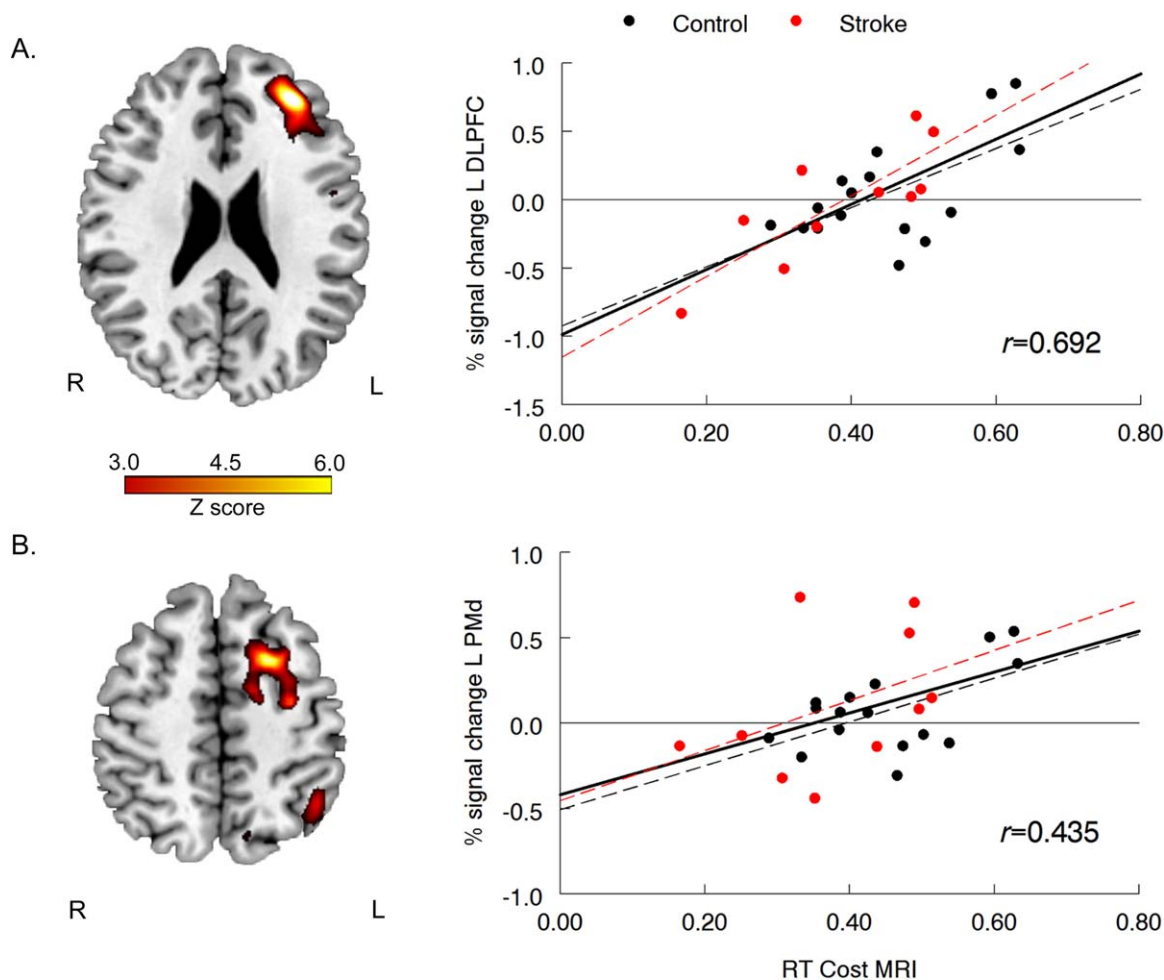 Control Stroke
A.
1.0
0.5
0.0
-0.5
-1.0
-1.5
% signal change L DLPFC
r=0.692
0.00 0.20 0.40 0.60 0.80
R L
3.0 4.5 6.0
Z score
B.
1.0
0.5
0.0
-0.5
-1.0
% signal change L PMd
r=0.435
0.00 0.20 0.40 0.60 0.80
R L
RT Cost MRI